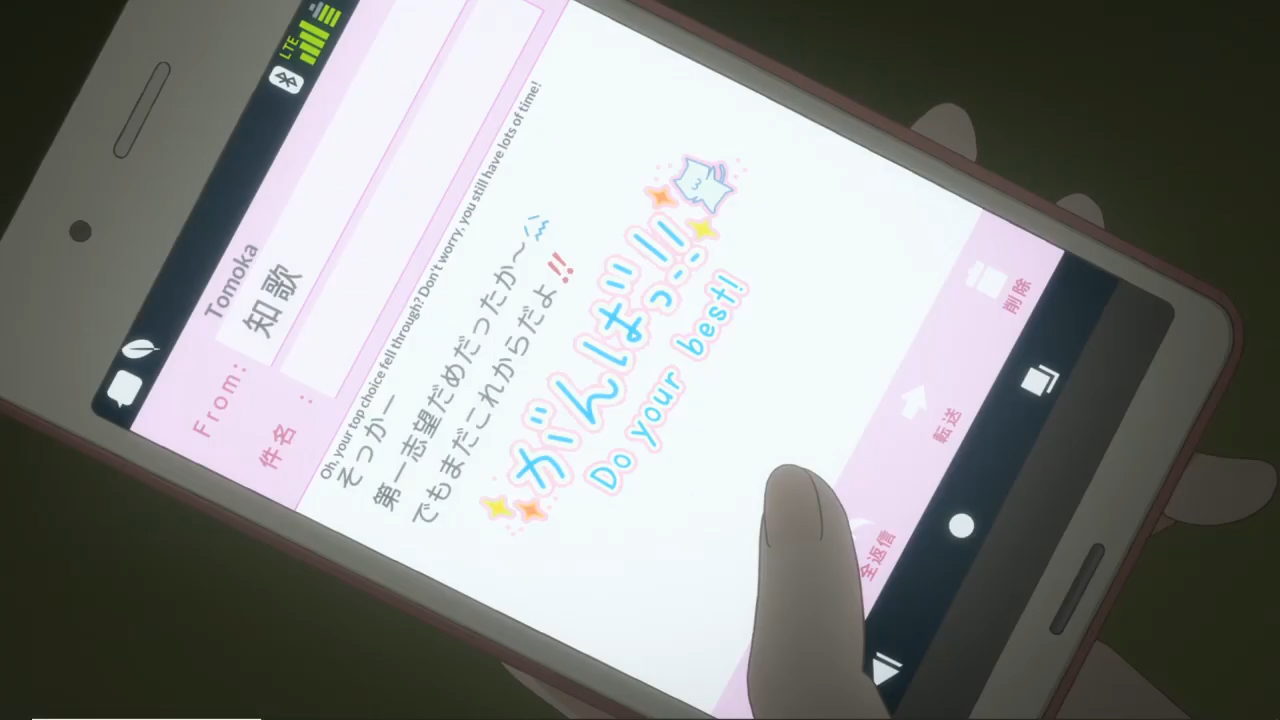 LTE
Tomoka
From:
知歌
件名 :
Oh, your top choice fell through? Don't worry, you still have lots of time!
そっかー
第一志望だめだったか〜
でもまだこれからだよ!!
がんばっ!!
Do your best!
削除
転送
全返信